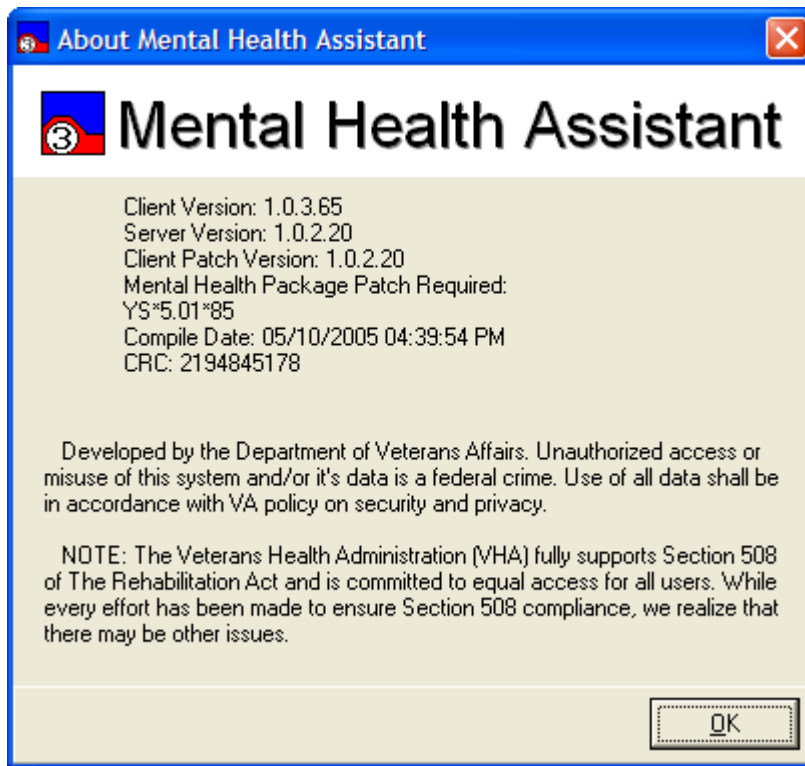 About Mental Health Assistant
3 Mental Health Assistant
Client Version: 1.0.3.65
Server Version: 1.0.2.20
Client Patch Version: 1.0.2.20
Mental Health Package Patch Required:
YS*5.01*85
Compile Date: 05/10/2005 04:39:54 PM
CRC: 2194845178
Developed by the Department of Veterans Affairs. Unauthorized access or
misuse of this system and/or it's data is a federal crime. Use of all data shall be
in accordance with VA policy on security and privacy.
NOTE: The Veterans Health Administration (VHA) fully supports Section 508
of The Rehabilitation Act and is committed to equal access for all users. While
every effort has been made to ensure Section 508 compliance, we realize that
there may be other issues.
OK